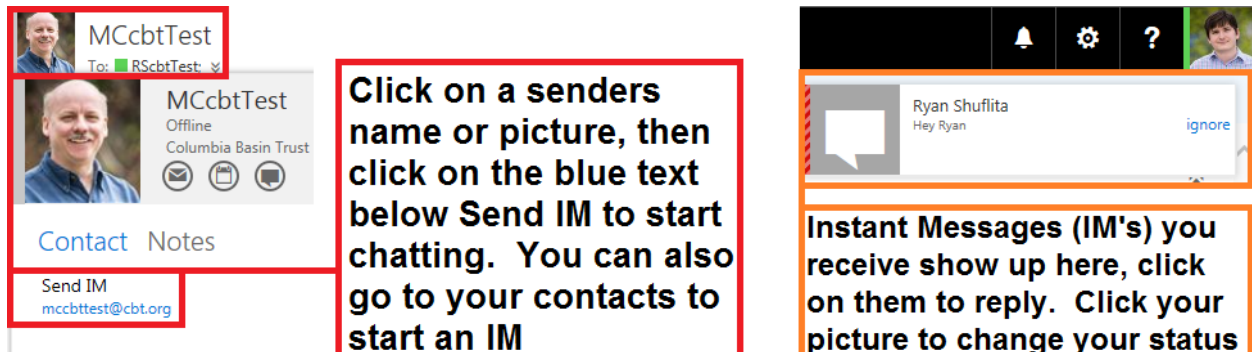 MCcbtTest
To: RScbtTest;
MCcbtTest
Offline
Columbia Basin Trust
Contact Notes
Send IM
mccbttest@cbt.org
Click on a senders
name or picture, then
click on the blue text
below Send IM to start
chatting. You can also
go to your contacts to
start an IM
?
Ryan Shuflita
Hey Ryan
ignore
Instant Messages (IM's) you
receive show up here, click
on them to reply. Click your
picture to change your status